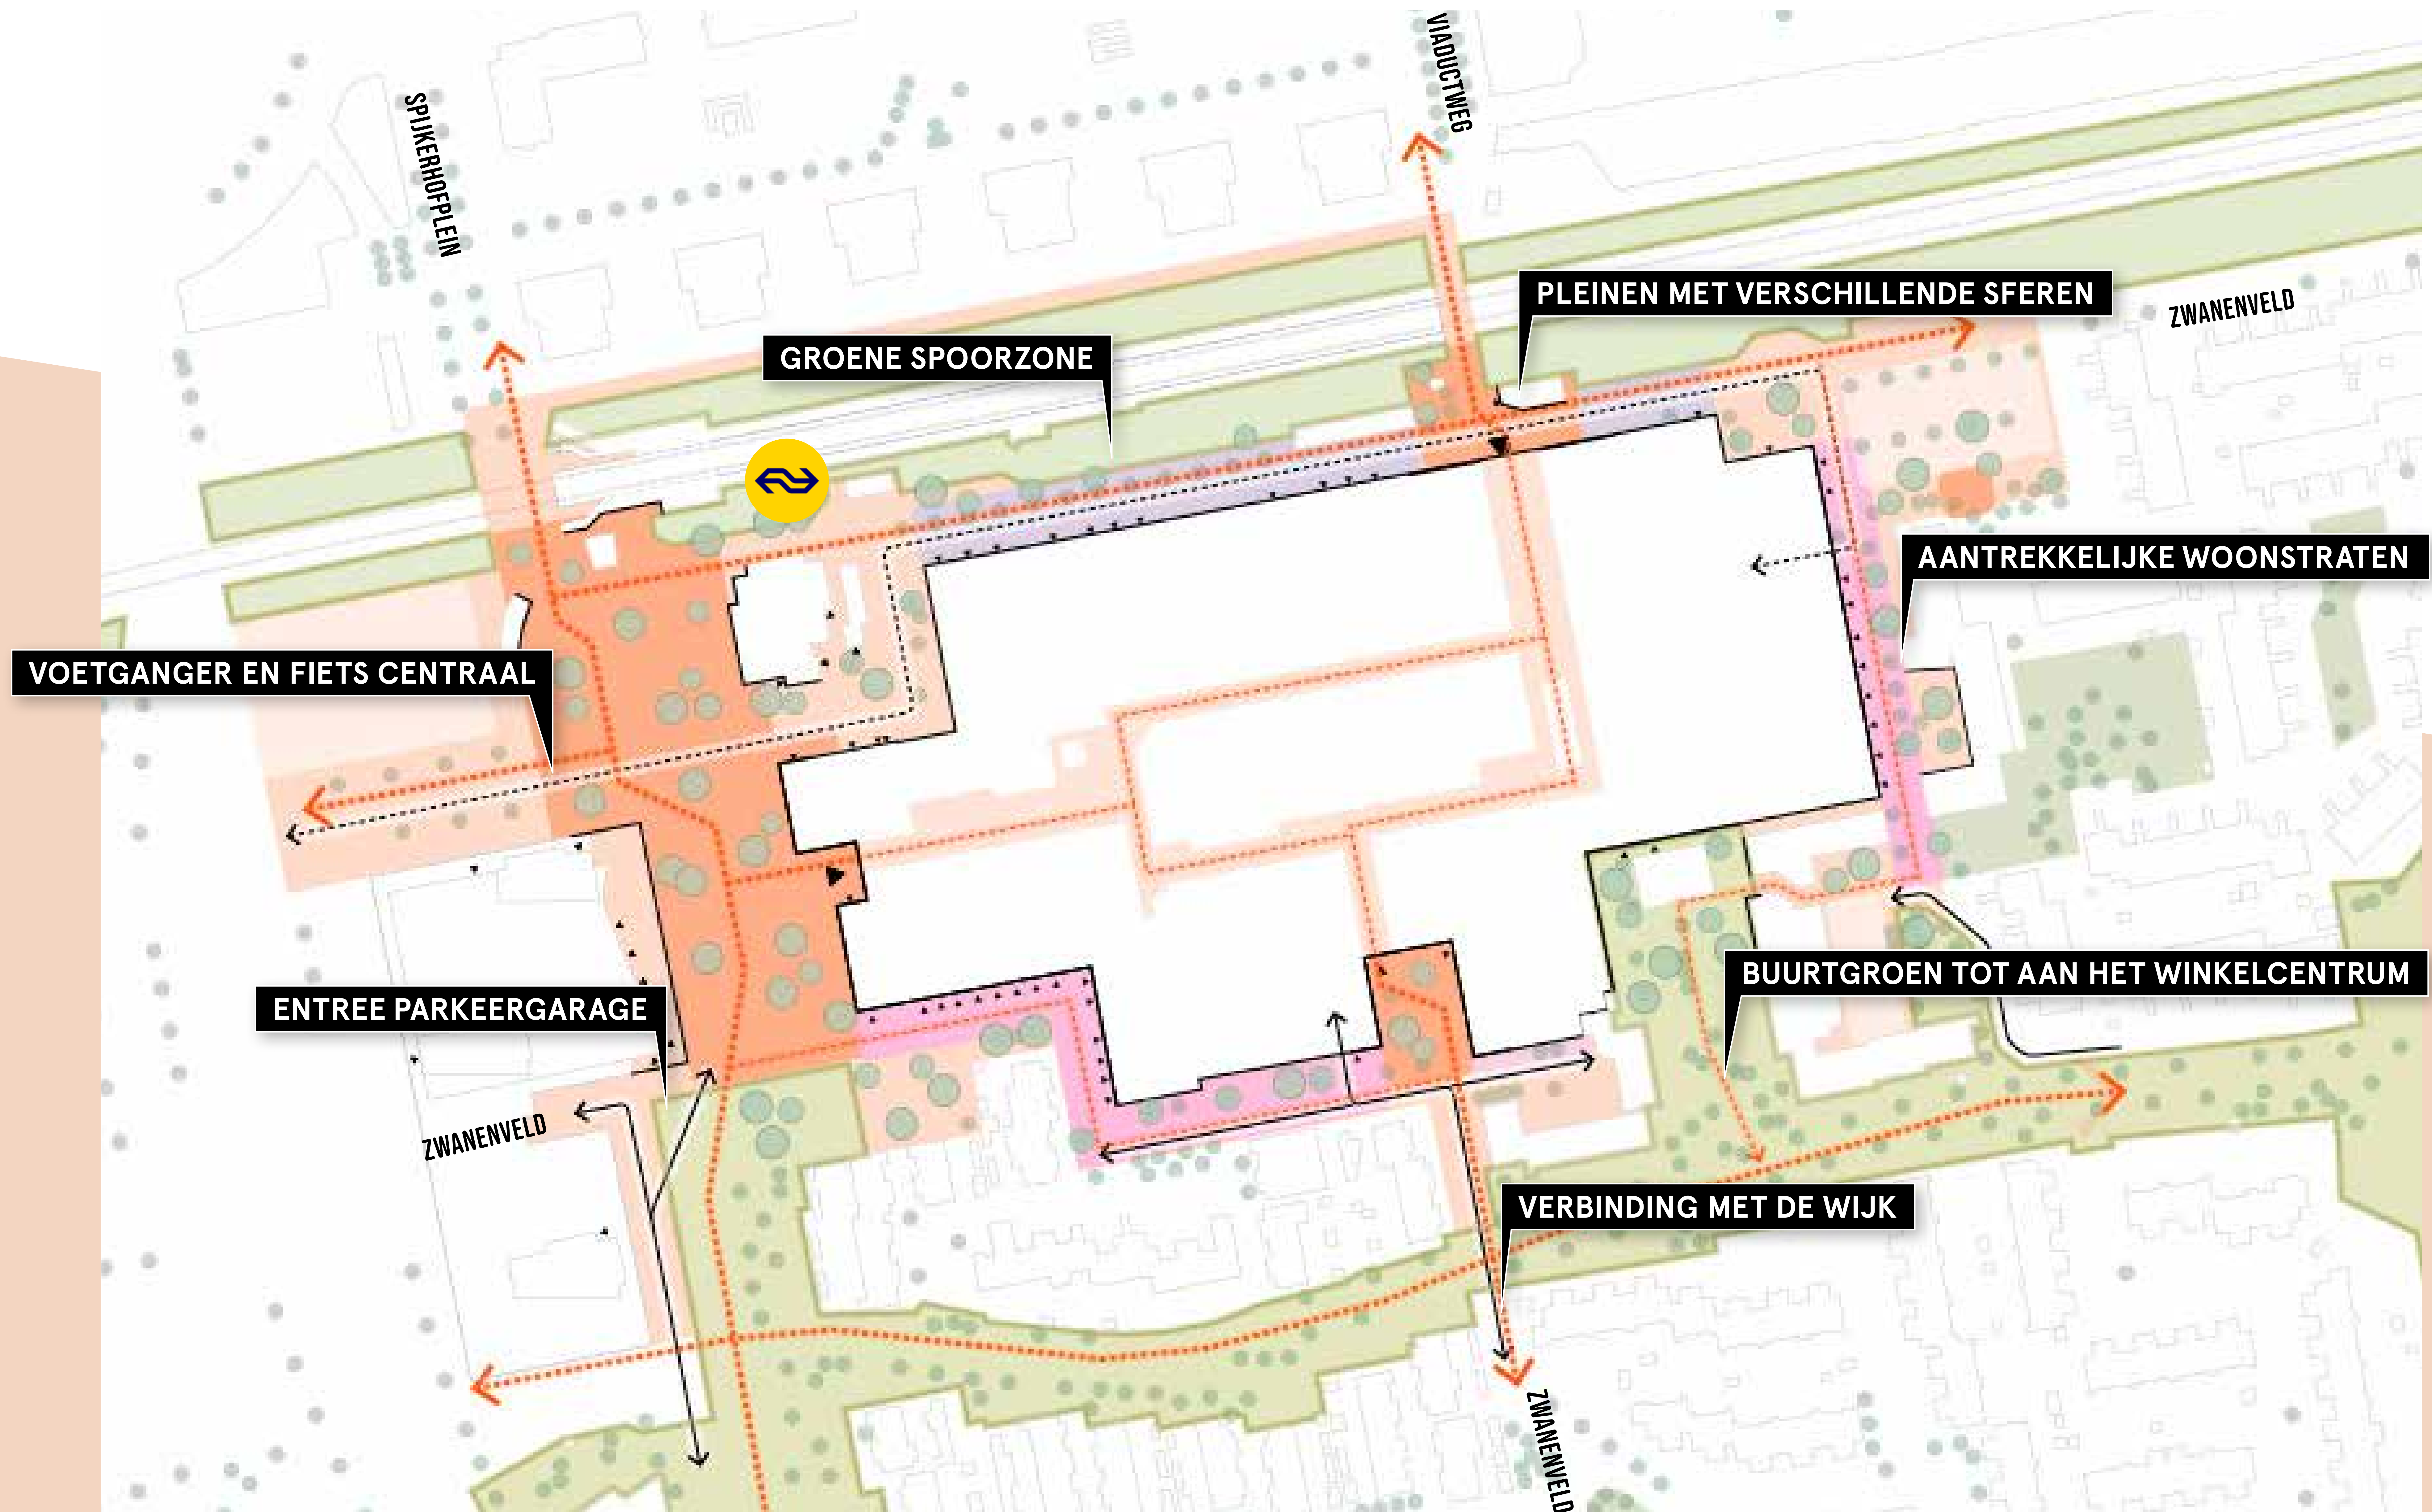 SPIJKERHOFPLEIN
VIADUCTWEG
PLEINEN MET VERSCHILLENDE SFEREN
ZWANENVELD
GROENE SPOORZONE
AANTREKKELIJKE WOONSTRATEN
VOETGANGER EN FIETS CENTRAAL
BUURTGROEN TOT AAN HET WINKELCENTRUM
ENTREE PARKEERGARAGE
ZWANENVELD
VERBINDING MET DE WIJK
ZWANENVELD